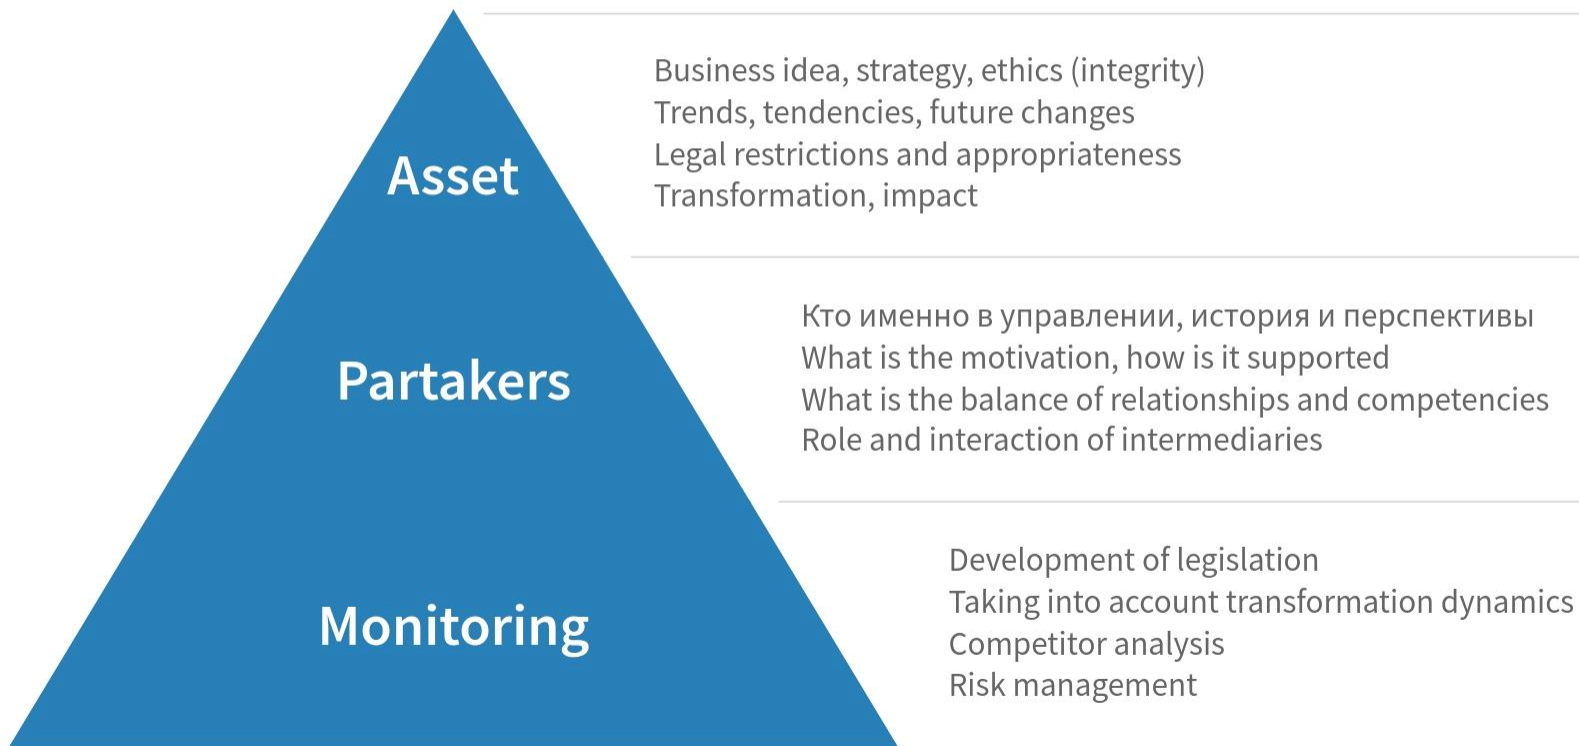 Asset
Business idea, strategy, ethics (integrity)
Trends, tendencies, future changes
Legal restrictions and appropriateness
Transformation, impact
Partakers
Кто именно в управлении, история и перспективы
What is the motivation, how is it supported
What is the balance of relationships and competencies
Role and interaction of intermediaries
Monitoring
Development of legislation
Taking into account transformation dynamics
Competitor analysis
Risk management